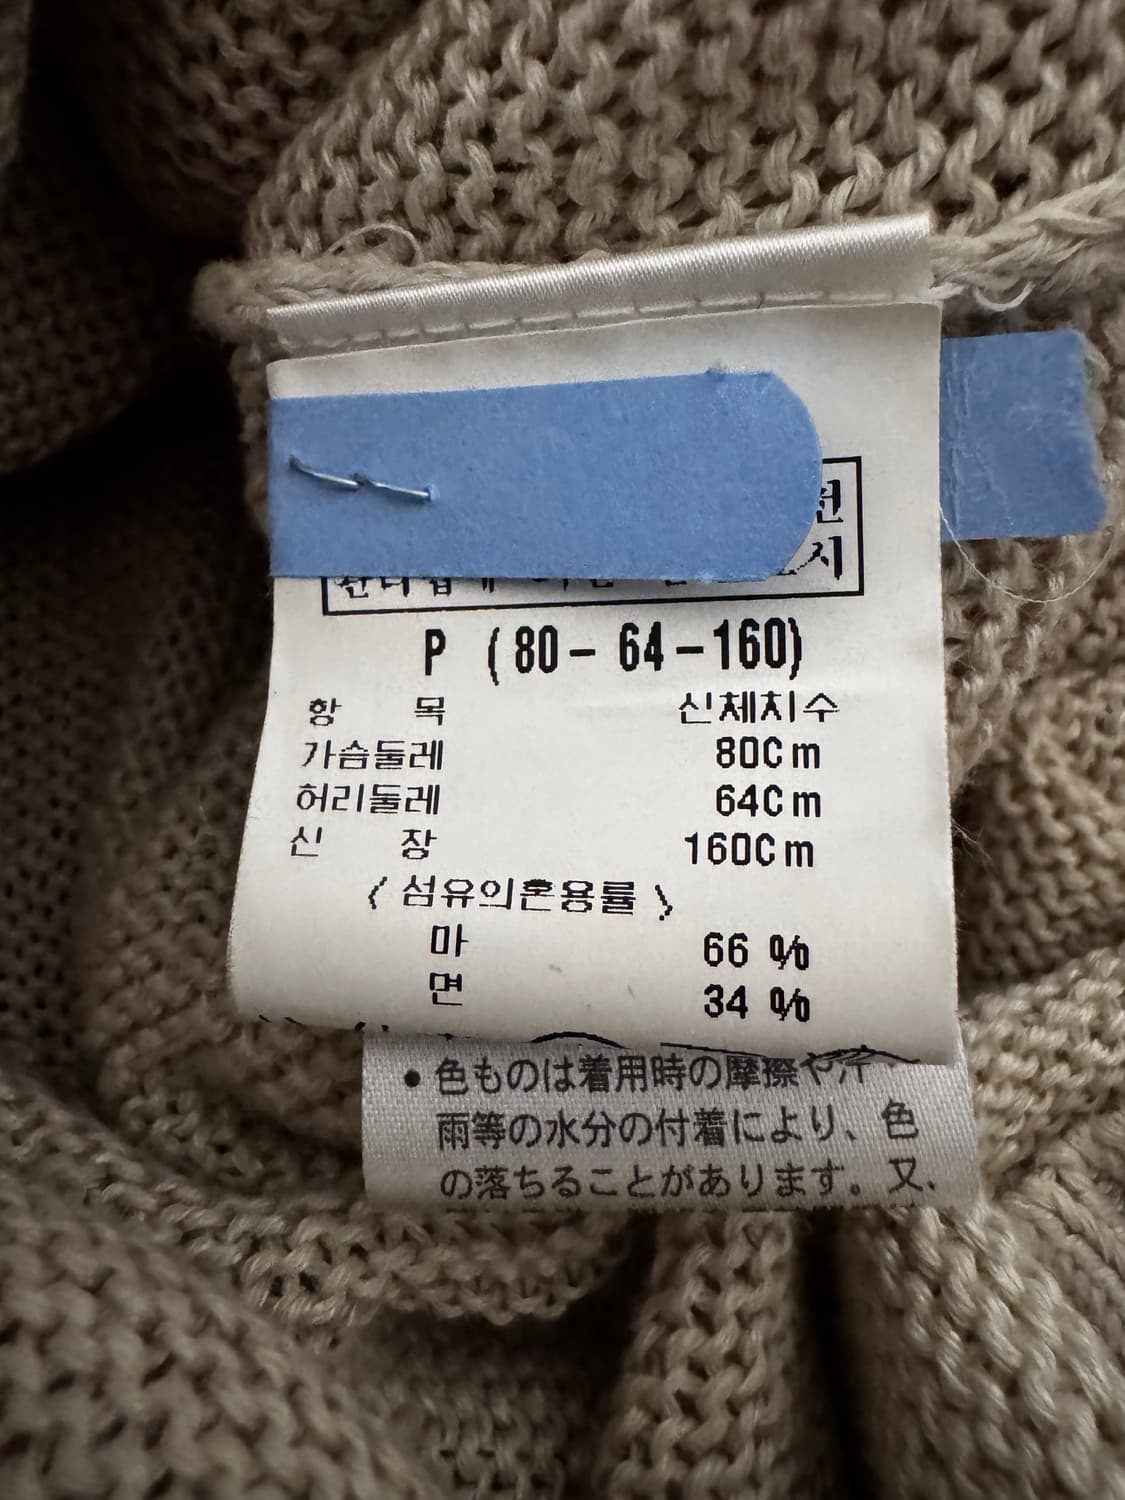 P (80-64-160)
항 목 신체치수
가슴둘레 80Cm
허리둘레 64Cm
신 장 160Cm
〈 섬유의혼용률 〉
마 66 %
면 34 %
• 色ものは着用時の摩擦や汗・
雨等の水分の付着により、色
の落ちることがあります。又、